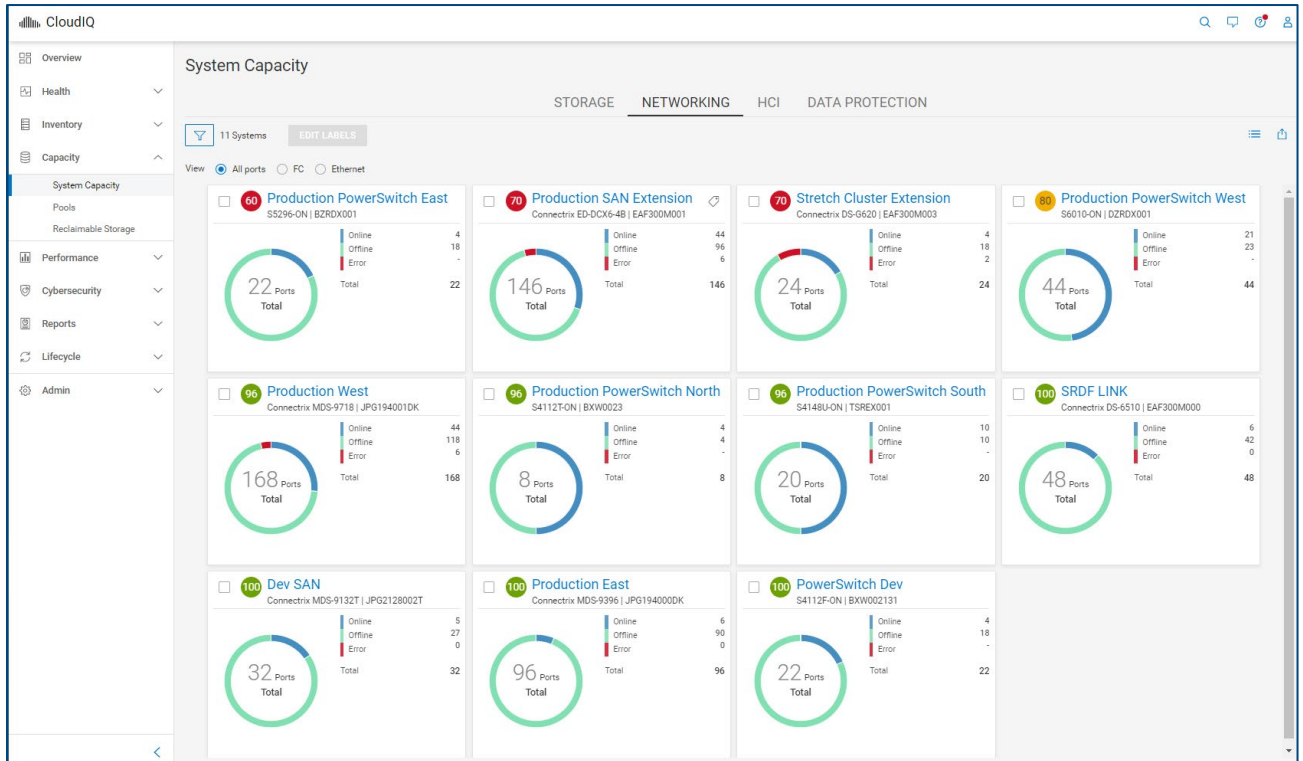 CloudIQ
Overview
Health
Inventory
Capacity
System Capacity
Pools
Reclaimable Storage
Performance
Cybersecurity
Reports
Lifecycle
Admin
System Capacity
STORAGE NETWORKING HCI DATA PROTECTION
11 Systems EDIT LABELS
View All ports FC Ethernet
60 Production PowerSwitch East
S5296-ON | BZRDX001
Online 4
Offline 18
Error -
Total 22
22 Ports
Total
70 Production SAN Extension
Connectrix ED-DCX6-4B | EAF300M001
Online 44
Offline 96
Error 6
Total 146
146 Ports
Total
70 Stretch Cluster Extension
Connectrix DS-G620 | EAF300M003
Online 4
Offline 18
Error 2
Total 24
24 Ports
Total
80 Production PowerSwitch West
S6010-ON | DZRDX001
Online 21
Offline 23
Error -
Total 44
44 Ports
Total
96 Production West
Connectrix MDS-9718 | JPG194001DK
Online 44
Offline 118
Error 6
Total 168
168 Ports
Total
96 Production PowerSwitch North
S4112T-ON | BXW0023
Online 4
Offline 4
Error -
Total 8
8 Ports
Total
96 Production PowerSwitch South
S4148U-ON | TSREX001
Online 10
Offline 10
Error -
Total 20
20 Ports
Total
100 SRDF LINK
Connectrix DS-6510 | EAF300M000
Online 6
Offline 42
Error 0
Total 48
48 Ports
Total
100 Dev SAN
Connectrix MDS-9132T | JPG2128002T
Online 5
Offline 27
Error 0
Total 32
32 Ports
Total
100 Production East
Connectrix MDS-9396 | JPG194000DK
Online 6
Offline 90
Error 0
Total 96
96 Ports
Total
100 PowerSwitch Dev
S4112F-ON | BXW002131
Online 4
Offline 18
Error -
Total 22
22 Ports
Total